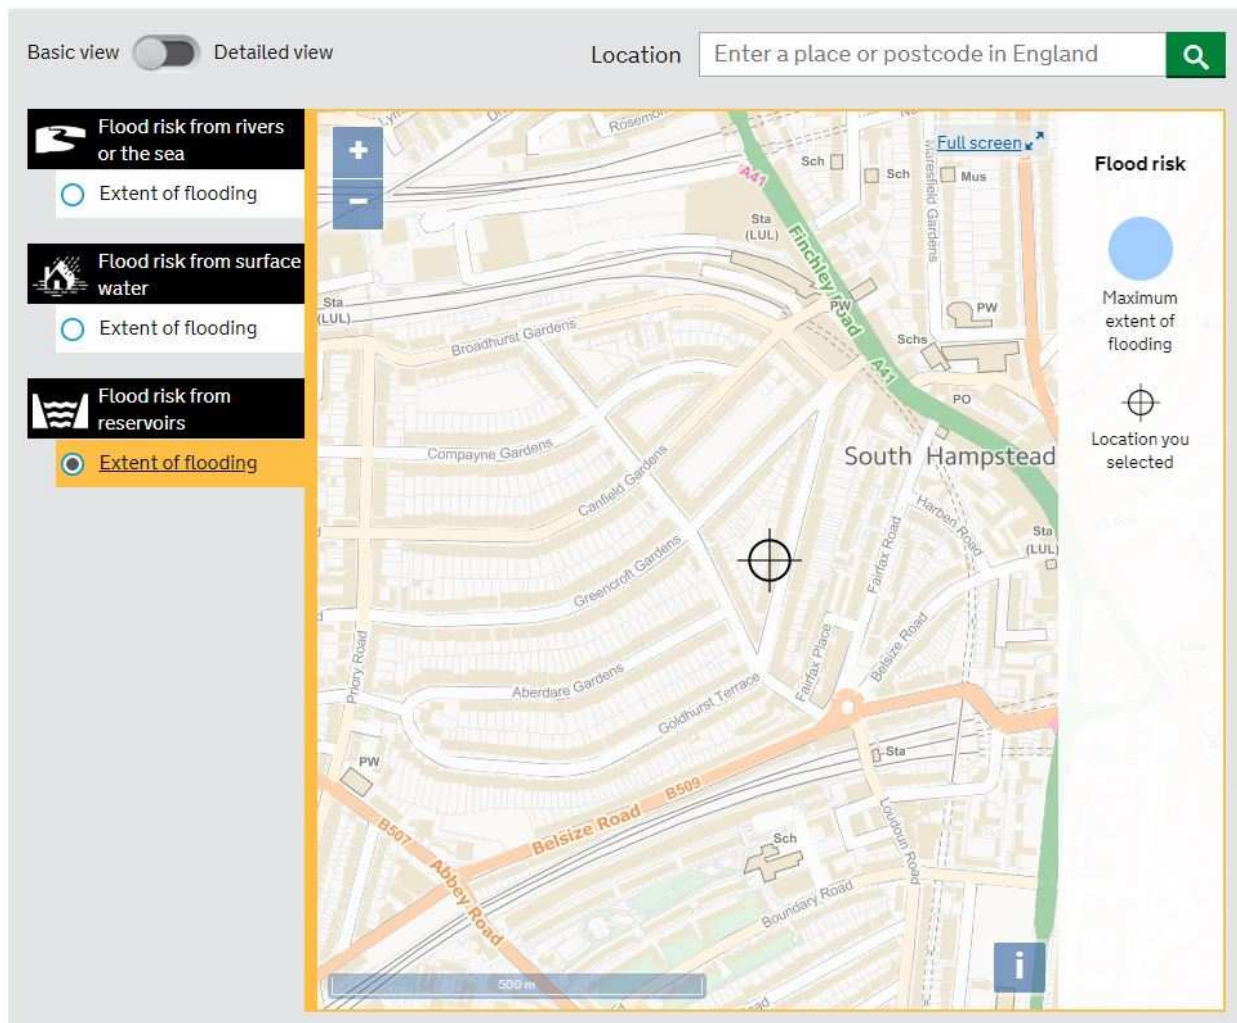 Basic view Detailed view
Location Enter a place or postcode in England
Flood risk from rivers
or the sea
Extent of flooding
Flood risk from surface
water
Extent of flooding
Flood risk from
reservoirs
Extent of flooding
+
−
Full screen
Flood risk
Maximum
extent of
flooding
Location you
selected
A41
Sch
Sch
Mus
Maresfield Gardens
Sta
(LUL)
Finchley Road
PW
PW
Sta
(LUL)
Broadhurst Gardens
Schs
A41
PO
Compayne Gardens
South Hampstead
Canfield Gardens
Harben Road
Sta
(LUL)
Fairfax Road
Greencroft Gardens
Priory Road
Belsize Road
Fairfax Place
Aberdare Gardens
Goldhurst Terrace
PW
Sta
B509
Belsize Road
B507
Abbey Road
Loudoun Road
Sch
Boundary Road
500 m
Road
i